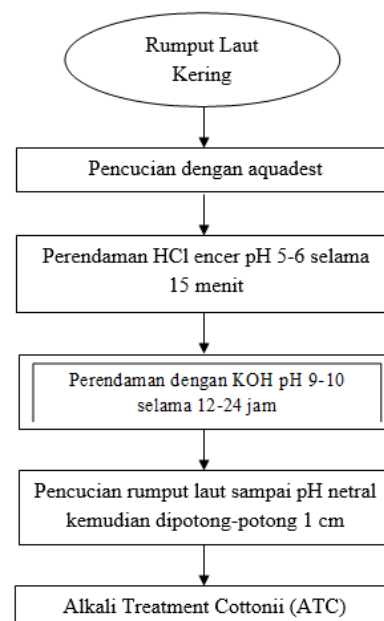 Rumput Laut
Kering
Pencucian dengan aquadest
Perendaman HCl encer pH 5-6 selama
15 menit
Perendaman dengan KOH pH 9-10
selama 12-24 jam
Pencucian rumput laut sampai pH netral
kemudian dipotong-potong 1 cm
Alkali Treatment Cottonii (ATC)